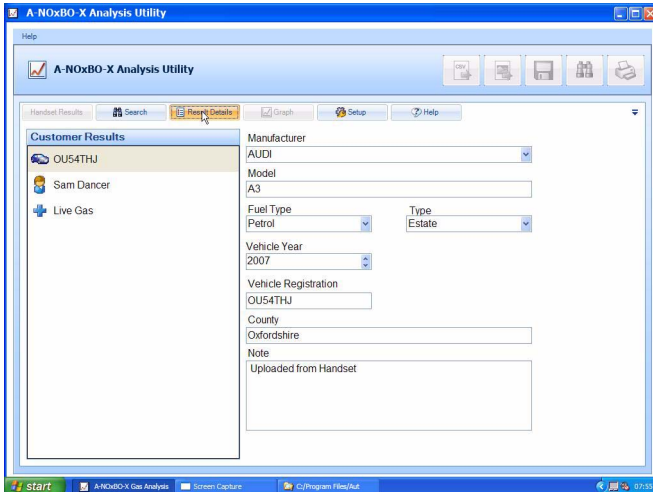 A-NOxBO-X Analysis Utility
Help
A-NOxBO-X Analysis Utility
CSV
Handset Results Search Result Details Graph Setup Help
Customer Results
OU54THJ
Sam Dancer
Live Gas
Manufacturer
AUDI
Model
A3
Fuel Type Type
Petrol Estate
Vehicle Year
2007
Vehicle Registration
OU54THJ
County
Oxfordshire
Note
Uploaded from Handset
start A-NOxBO-X Gas Analysis Screen Capture C:/Program Files/Aut 07:55